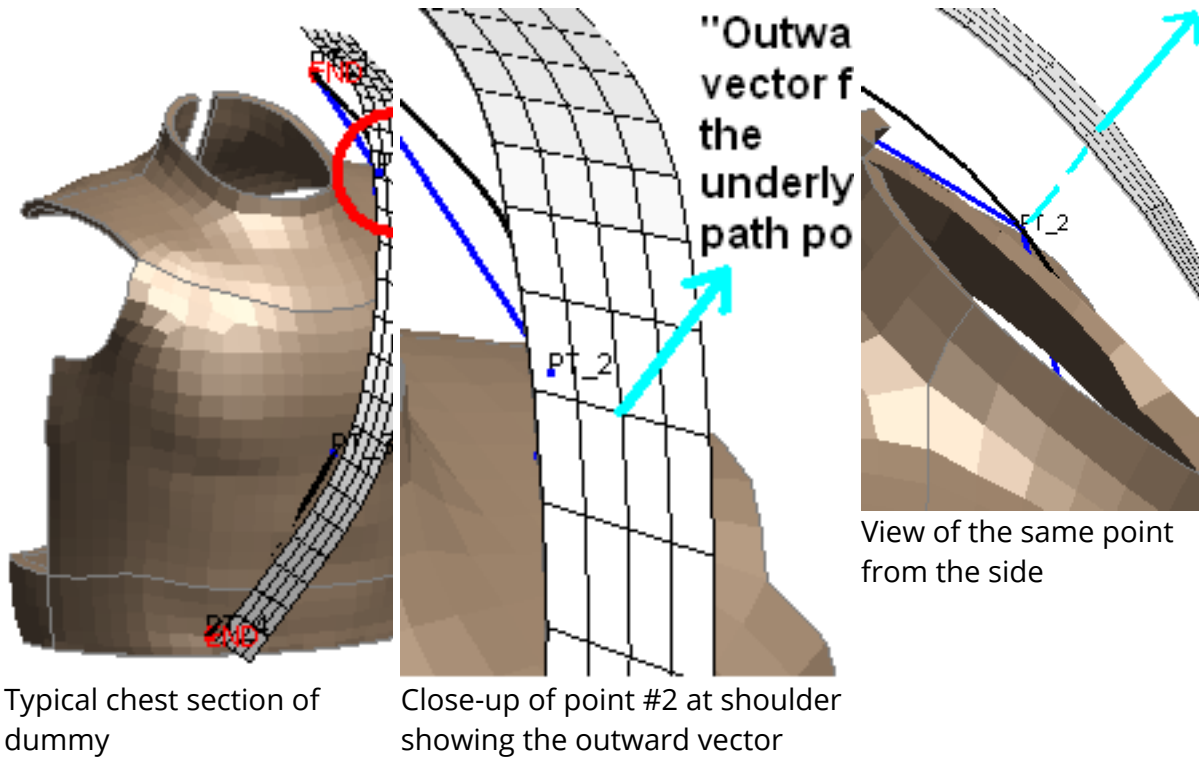 END
"Outwa
vector f
the
underly
path po
PT_2
PT_2
END
Typical chest section of
dummy
Close-up of point #2 at shoulder
showing the outward vector
View of the same point
from the side